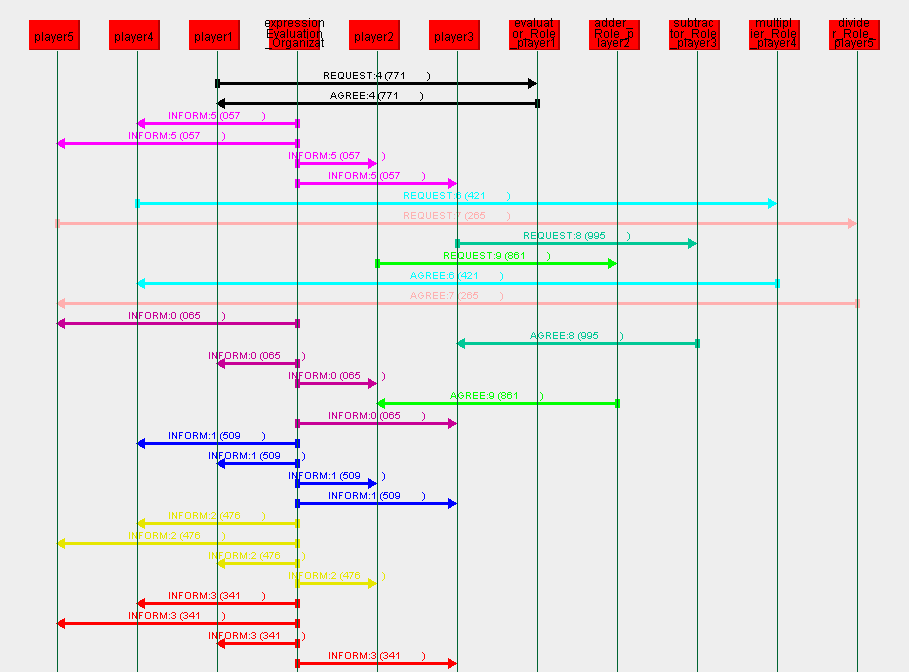 player5
player4
player1
expression
Evaluation
_Organizat
player2
player3
evaluat
or_Role
_player1
adder_
Role_p
layer2
subtrac
tor_Role
_player3
multipl
ier_Role
_player4
divide
r_Role_
player5
REQUEST:4 (771 )
AGREE:4 (771 )
INFORM:5 (057 )
INFORM:5 (057 )
INFORM:5 (057 )
INFORM:5 (057 )
REQUEST:6 (421 )
REQUEST:7 (265 )
REQUEST:8 (995 )
REQUEST:9 (861 )
AGREE:6 (421 )
AGREE:7 (265 )
INFORM:0 (065 )
AGREE:8 (995 )
INFORM:0 (065 )
INFORM:0 (065 )
AGREE:9 (861 )
INFORM:0 (065 )
INFORM:1 (509 )
INFORM:1 (509 )
INFORM:1 (509 )
INFORM:1 (509 )
INFORM:2 (476 )
INFORM:2 (476 )
INFORM:2 (476 )
INFORM:2 (476 )
INFORM:3 (341 )
INFORM:3 (341 )
INFORM:3 (341 )
INFORM:3 (341 )